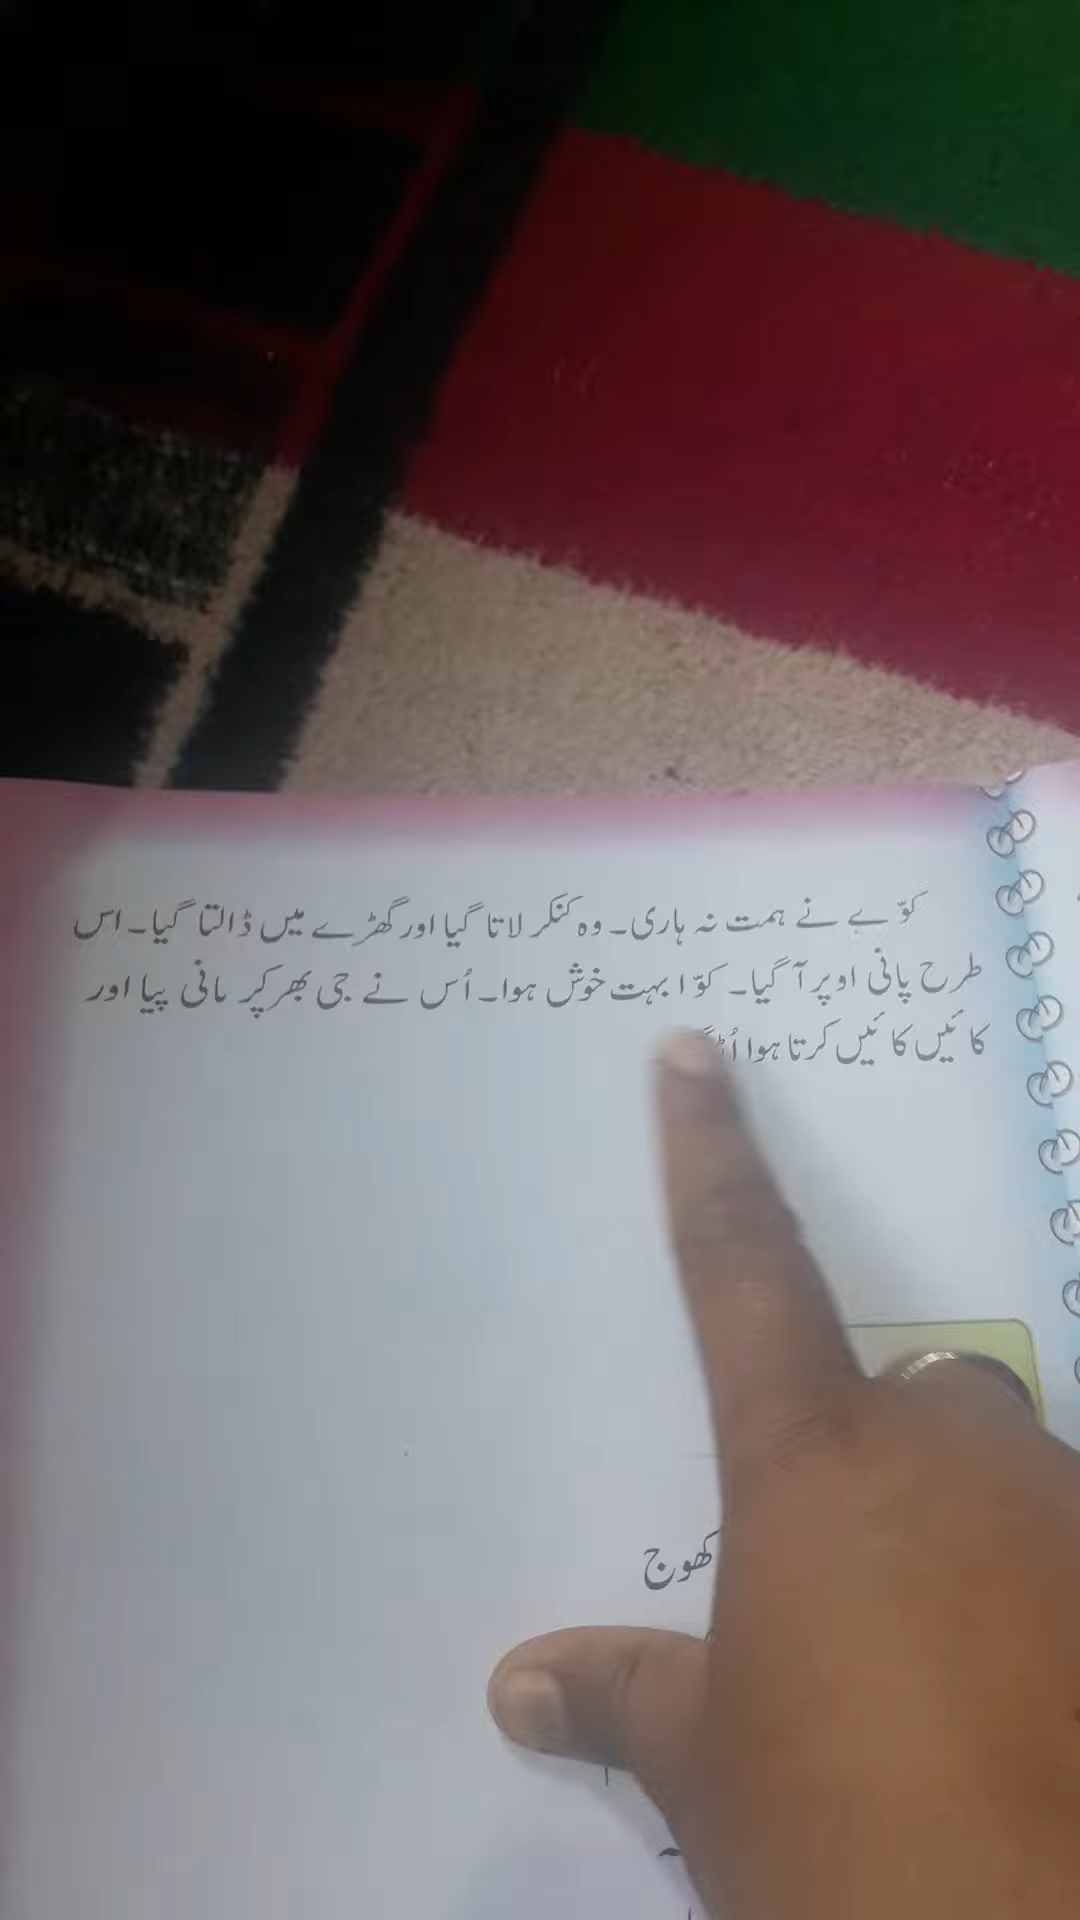 کوّے نے ہمت نہ ہاری۔ وہ کنکر لاتا گیا اور گھڑے میں ڈالتا گیا۔ اس
طرح پانی اوپر آ گیا۔ کوّا بہت خوش ہوا۔ اُس نے جی بھر کر پانی پیا اور
کائیں کائیں کرتا ہوا
کھوج